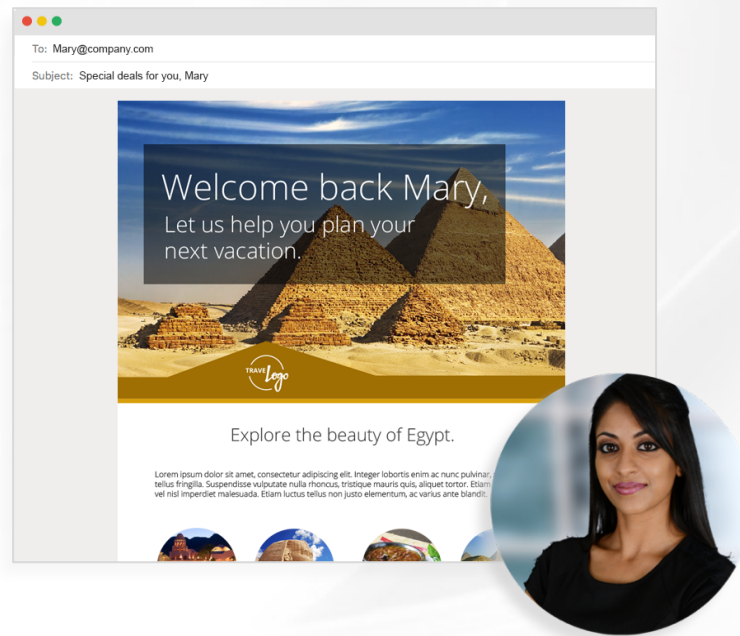 To: Mary@company.com
Subject: Special deals for you, Mary
Welcome back Mary,
Let us help you plan your
next vacation.
TRAVE Logo
Explore the beauty of Egypt.
Lorem ipsum dolor sit amet, consectetur adipiscing elit. Integer lobortis enim ac nunc pulvinar,
tellus fringilla. Suspendisse vulputate nulla rhoncus, tristique mauris quis, aliquet tortor. Etiam
vel nisl imperdiet malesuada. Etiam luctus tellus non justo elementum, ac varius ante blandit.